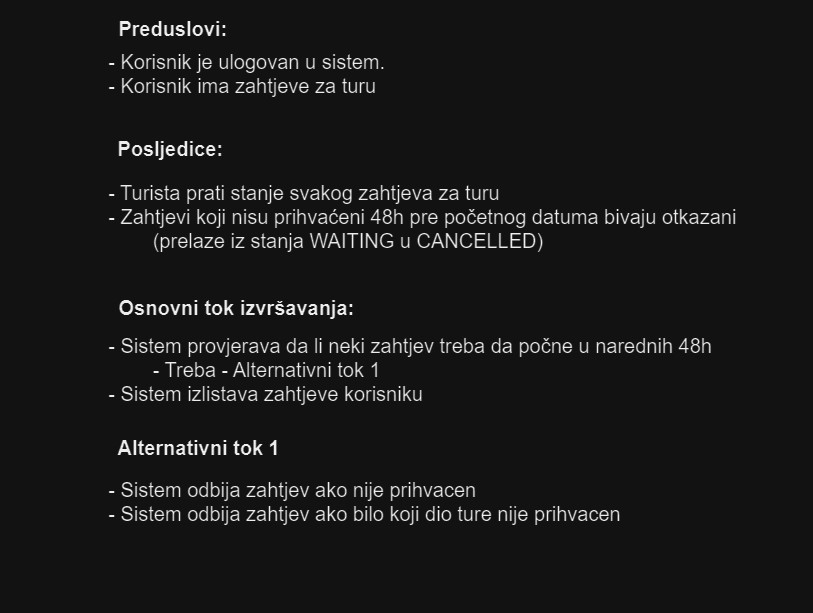 Preduslovi:
- Korisnik je ulogovan u sistem.
- Korisnik ima zahtjeve za turu
Posljedice:
- Turista prati stanje svakog zahtjeva za turu
- Zahtjevi koji nisu prihvaćeni 48h pre početnog datuma bivaju otkazani
(prelaze iz stanja WAITING u CANCELLED)
Osnovni tok izvršavanja:
- Sistem provjerava da li neki zahtjev treba da počne u narednih 48h
- Treba - Alternativni tok 1
- Sistem izlistava zahtjeve korisniku
Alternativni tok 1
- Sistem odbija zahtjev ako nije prihvacen
- Sistem odbija zahtjev ako bilo koji dio ture nije prihvacen